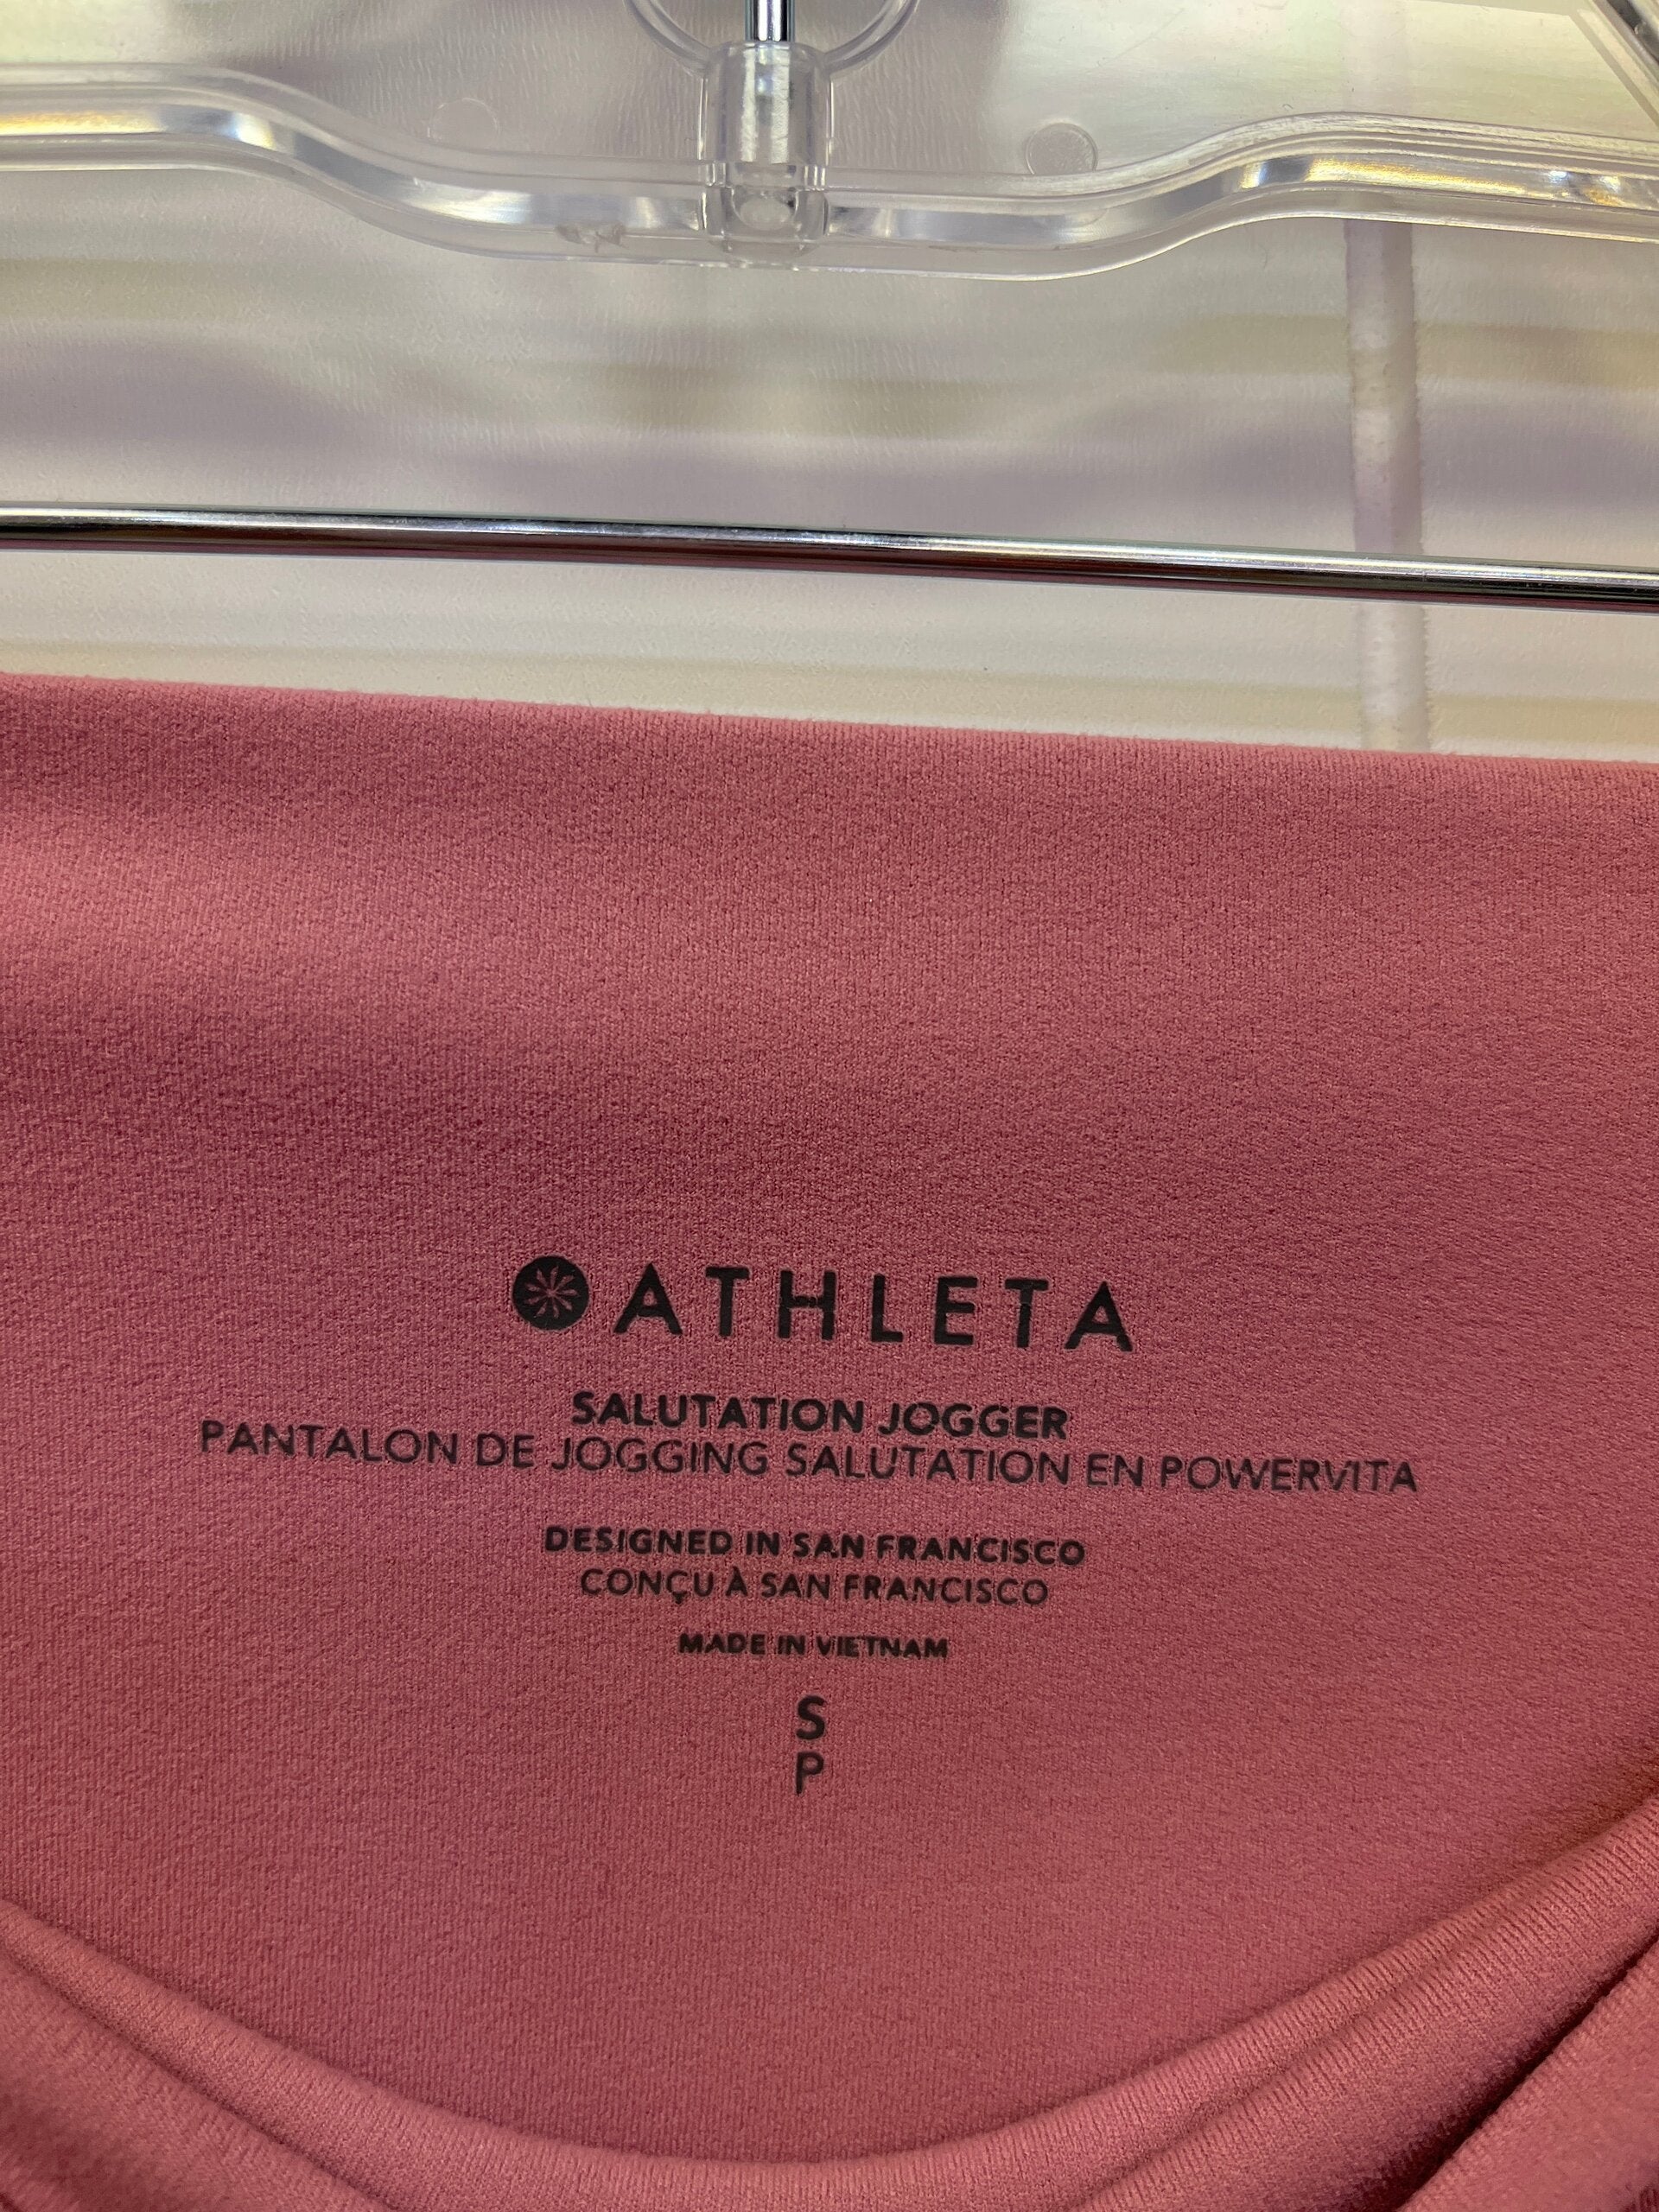 ATHLETA
SALUTATION JOGGER
PANTALON DE JOGGING SALUTATION EN POWERVITA
DESIGNED IN SAN FRANCISCO
CONÇU À SAN FRANCISCO
MADE IN VIETNAM
S
P